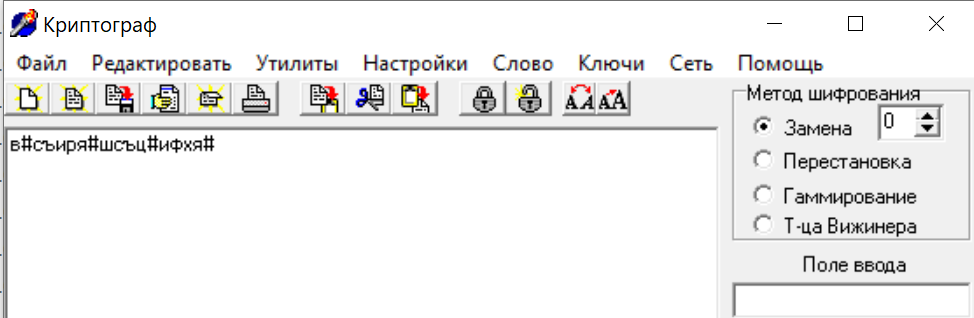 Криптограф
Файл Редактировать Утилиты Настройки Слово Ключи Сеть Помощь
Метод шифрования
Замена 0
Перестановка
Гаммирование
Т-ца Вижинера
Поле ввода
в#съиря#шсъц#ифхя#